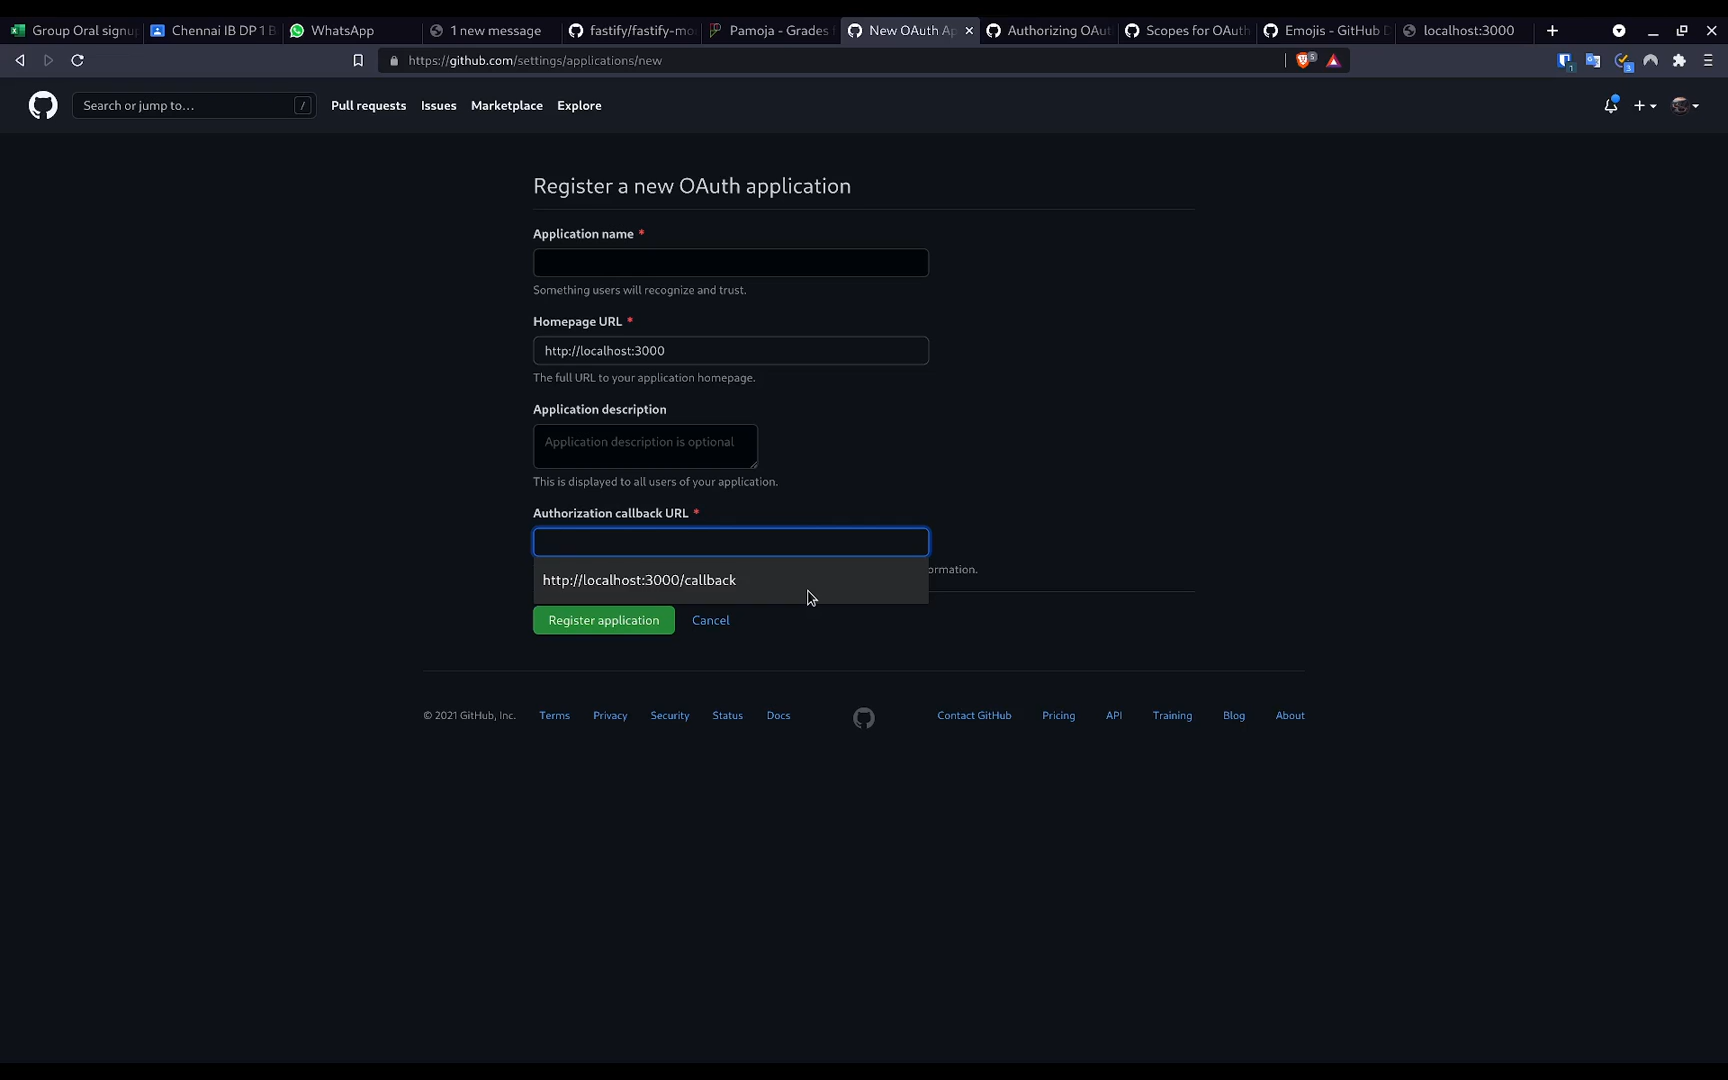 Group Oral signu
Chennai IB DP 1 B
WhatsApp
1 new message
fastify/fastify-mo
Pamoja - Grades
New OAuth Ap
Authorizing OAu
Scopes for OAuth
Emojis - GitHub D
localhost:3000
https://github.com/settings/applications/new
5
1
3
Search or jump to…
/
Pull requests
Issues
Marketplace
Explore
Register a new OAuth application
Application name *
Something users will recognize and trust.
Homepage URL *
http://localhost:3000
The full URL to your application homepage.
Application description
Application description is optional
This is displayed to all users of your application.
Authorization callback URL *
ormation.
http://localhost:3000/callback
Register application
Cancel
© 2021 GitHub, Inc.
Terms
Privacy
Security
Status
Docs
Contact GitHub
Pricing
API
Training
Blog
About